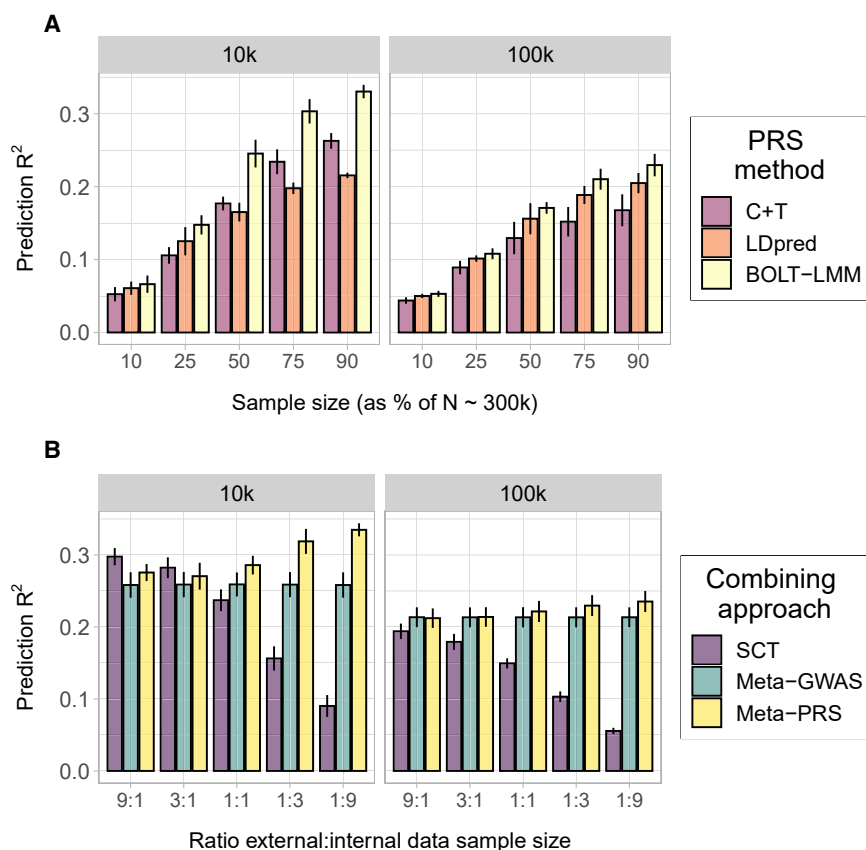 A
10k
100k
Prediction R²
0.3
0.2
0.1
0.0
10 25 50 75 90
10 25 50 75 90
Sample size (as % of N ~ 300k)
PRS
method
C+T
LDpred
BOLT−LMM
B
10k
100k
Prediction R²
0.3
0.2
0.1
0.0
9:1 3:1 1:1 1:3 1:9
9:1 3:1 1:1 1:3 1:9
Ratio external:internal data sample size
Combining
approach
SCT
Meta−GWAS
Meta−PRS